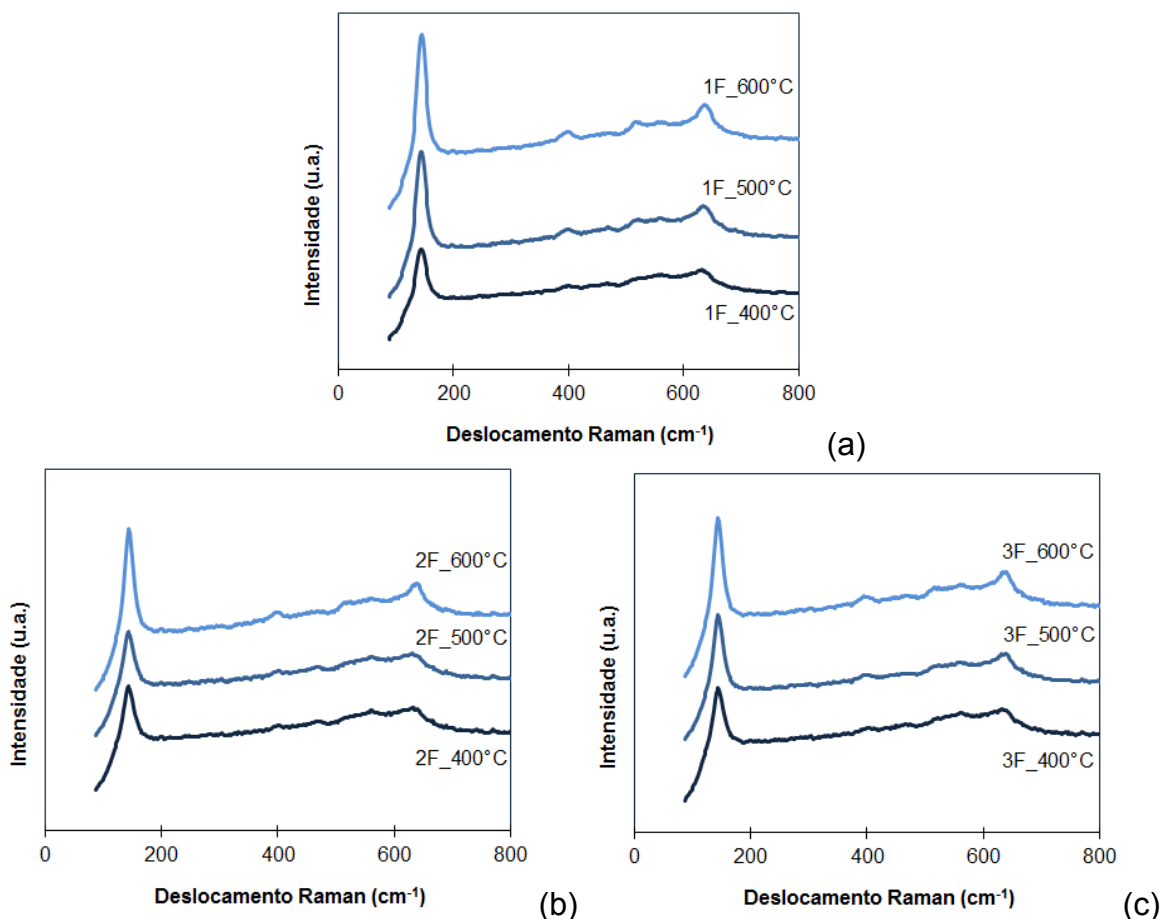 Intensidade (u.a.)
1F_600°C
1F_500°C
1F_400°C
0 200 400 600 800
Deslocamento Raman (cm⁻¹)
(a)
Intensidade (u.a.)
2F_600°C
2F_500°C
2F_400°C
0 200 400 600 800
Deslocamento Raman (cm⁻¹)
(b)
Intensidade (u.a.)
3F_600°C
3F_500°C
3F_400°C
0 200 400 600 800
Deslocamento Raman (cm⁻¹)
(c)